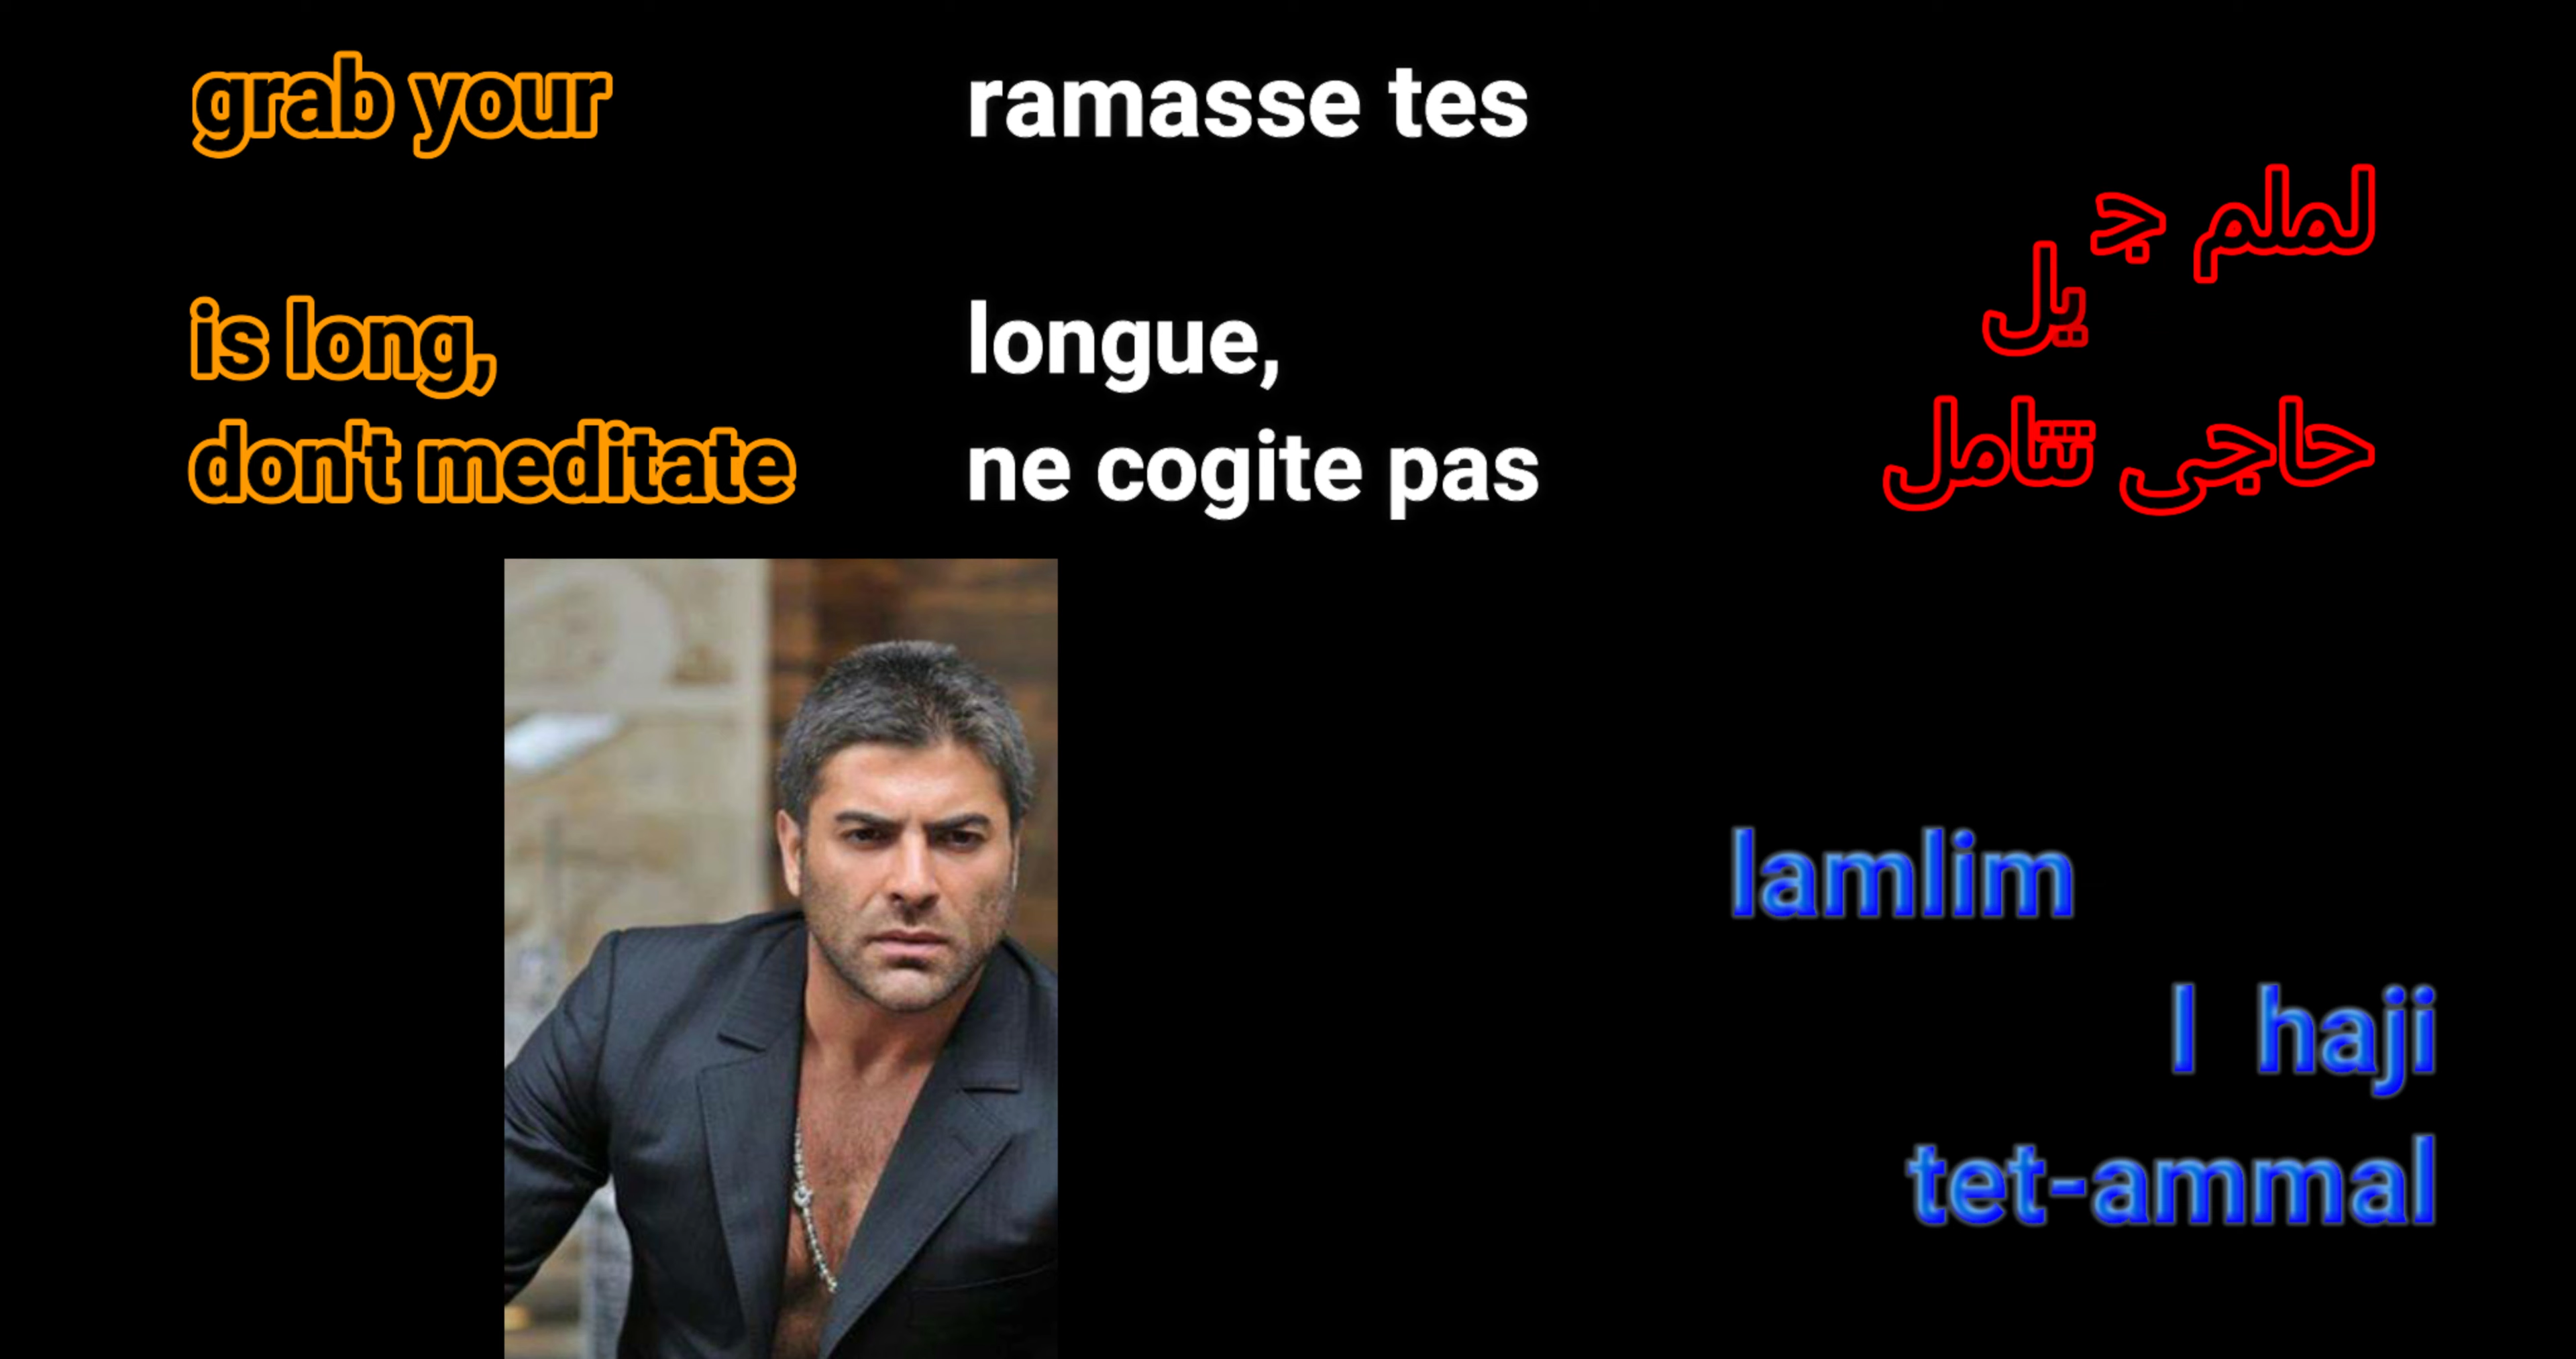 grab your
is long,
don't meditate
ramasse tes
longue,
ne cogite pas
لملم جـ
يل
حاجى تتامل
lamlim
l haji
tet-ammal